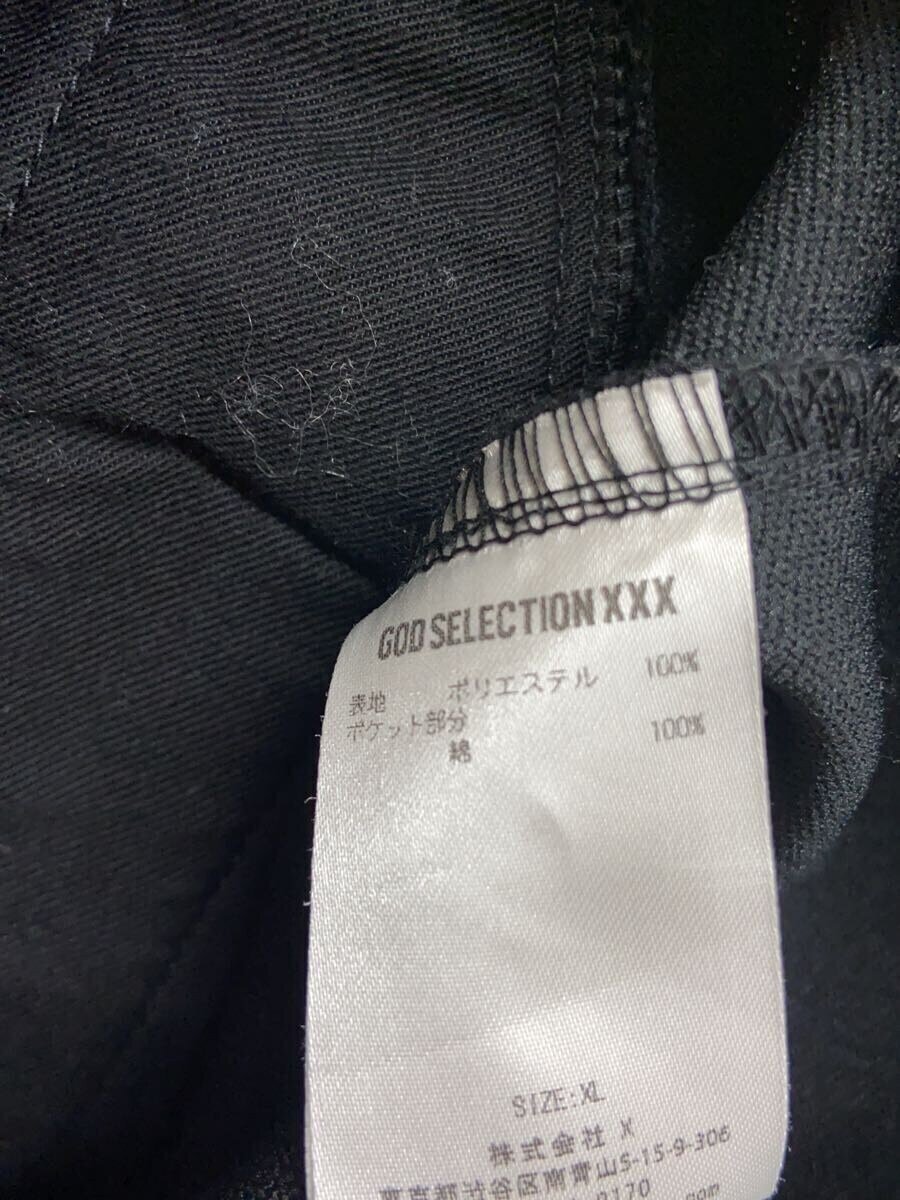 GOD SELECTION XXX
表地 ポリエステル 100%
ポケット部分
綿 100%
SIZE:XL
株式会社 X
東京都渋谷区南青山5-15-9-306
0170
.com